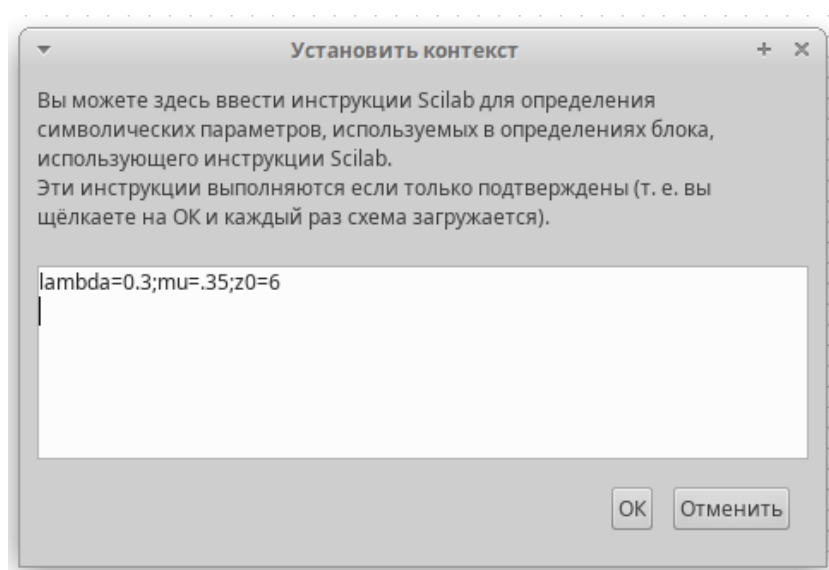 Установить контекст
Вы можете здесь ввести инструкции Scilab для определения
символических параметров, используемых в определениях блока,
использующего инструкции Scilab.
Эти инструкции выполняются если только подтверждены (т. е. вы
щёлкаете на ОК и каждый раз схема загружается).
lambda=0.3;mu=.35;z0=6
ОК Отменить